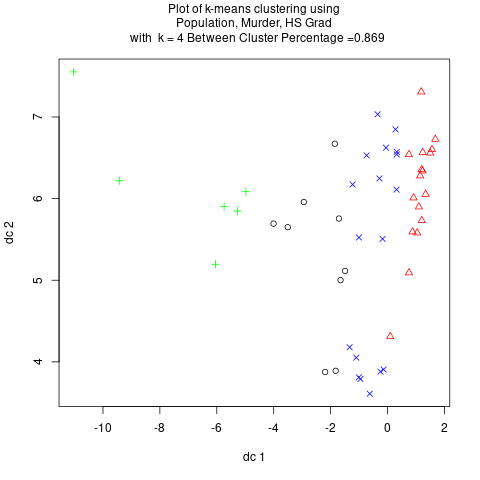 Plot of k-means clustering using
Population, Murder, HS Grad
with k = 4 Between Cluster Percentage =0.869
7
6
5
4
dc 2
-10
-8
-6
-4
-2
0
2
dc 1